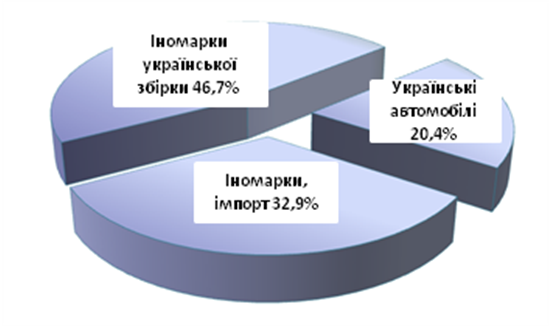 Іномарки
української
збірки 46,7%
Українські
автомобілі
20,4%
Іномарки,
імпорт 32,9%